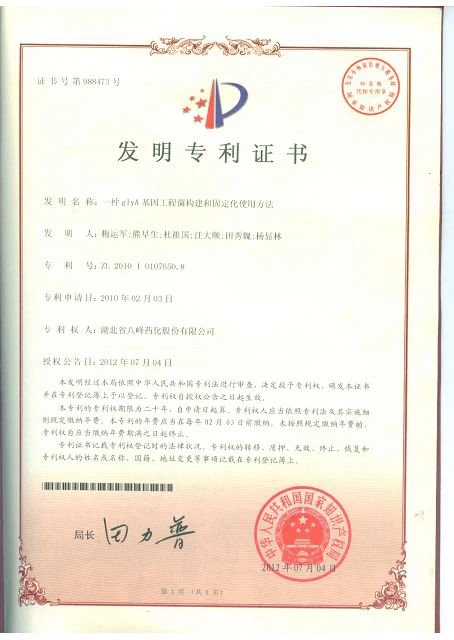 证书号第988473号
发明专利证书
发明名称:一种glyA基因工程菌构建和固定化使用方法
发明人:梅运军;熊早生;杜祖国;江大顺;田秀魏;杨显林
专利号:ZL 2010 1 0107650.8
专利申请日:2010年02月03日
专利权人:湖北省八峰药化股份有限公司
授权公告日:2012年07月04日
本发明经过本局依照中华人民共和国专利法进行审查,决定授予专利权,颁发本证书
并在专利登记簿上予以登记。专利权自授权公告之日起生效。
本专利的专利权期限为二十年,自申请日起算。专利权人应当依照专利法及其实施细
则规定缴纳年费。本专利的年费应当在每年02月03日前缴纳。未按照规定缴纳年费的,
专利权自应当缴纳年费期满之日起终止。
专利证书记载专利权登记时的法律状况。专利权的转移、质押、无效、终止、恢复和
专利权人的姓名或名称、国籍、地址变更等事项记载在专利登记簿上。
局长
田力普
中华人民共和国国家知识产权局
2012年07月04日
第1页(共1页)